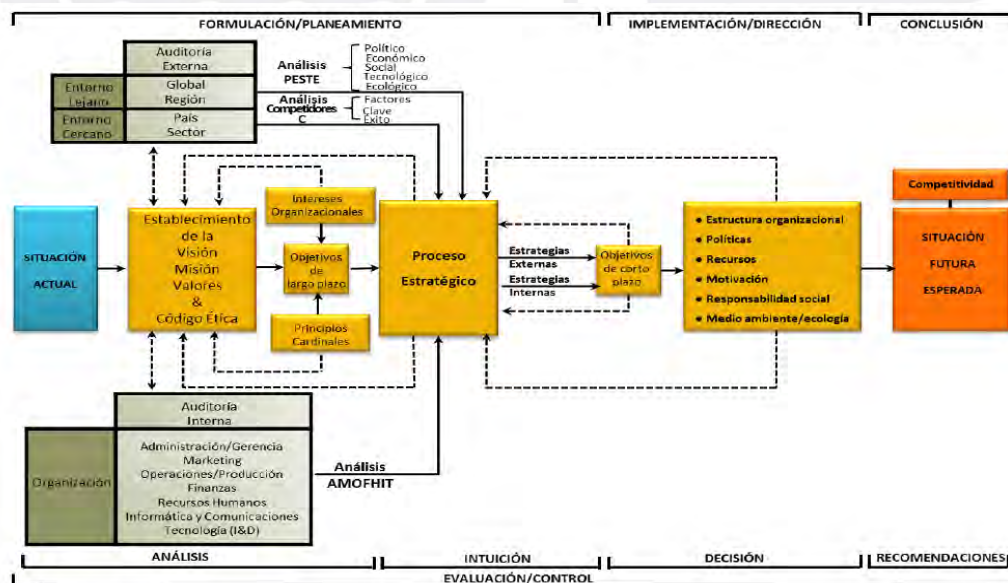 FORMULACIÓN/PLANEAMIENTO
IMPLEMENTACIÓN/DIRECCIÓN
CONCLUSIÓN
Auditoría
Externa
Entorno
Lejano
Global
Región
Entorno
Cercano
País
Sector
Análisis
PESTE
Político
Económico
Social
Tecnológico
Ecológico
Análisis
Competidores
C
Factores
Clave
Éxito
SITUACIÓN
ACTUAL
Establecimiento
de la
Visión
Misión
Valores
&
Código Ética
Intereses
Organizacionales
Objetivos
de
largo plazo
Principios
Cardinales
Proceso
Estratégico
Estrategias
Externas
Estrategias
Internas
Objetivos
de corto
plazo
● Estructura organizacional
● Políticas
● Recursos
● Motivación
● Responsabilidad social
● Medio ambiente/ecología
Competitividad
SITUACIÓN
FUTURA
ESPERADA
Auditoría
Interna
Organización
Administración/Gerencia
Marketing
Operaciones/Producción
Finanzas
Recursos Humanos
Informática y Comunicaciones
Tecnología (I&D)
Análisis
AMOFHIT
ANÁLISIS
INTUICIÓN
DECISIÓN
RECOMENDACIONES
EVALUACIÓN/CONTROL